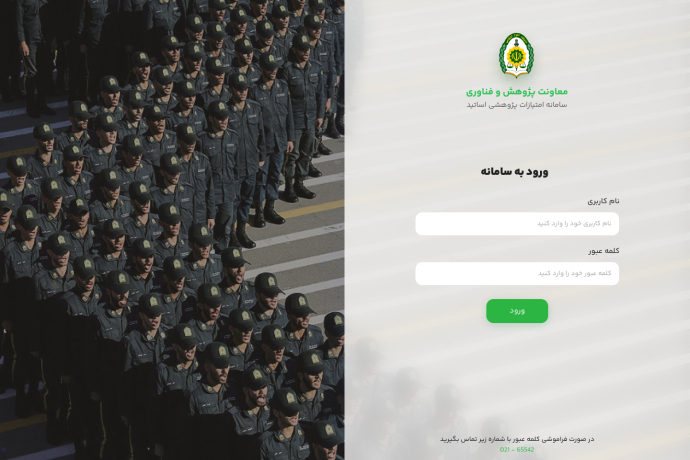 معاونت پژوهش و فناوری
سامانه امتیازات پژوهشی اساتید
ورود به سامانه
نام کاربری
نام کاربری خود را وارد کنید
کلمه عبور
کلمه عبور خود را وارد کنید
ورود
در صورت فراموشی کلمه عبور با شماره زیر تماس بگیرید
021 - 65542